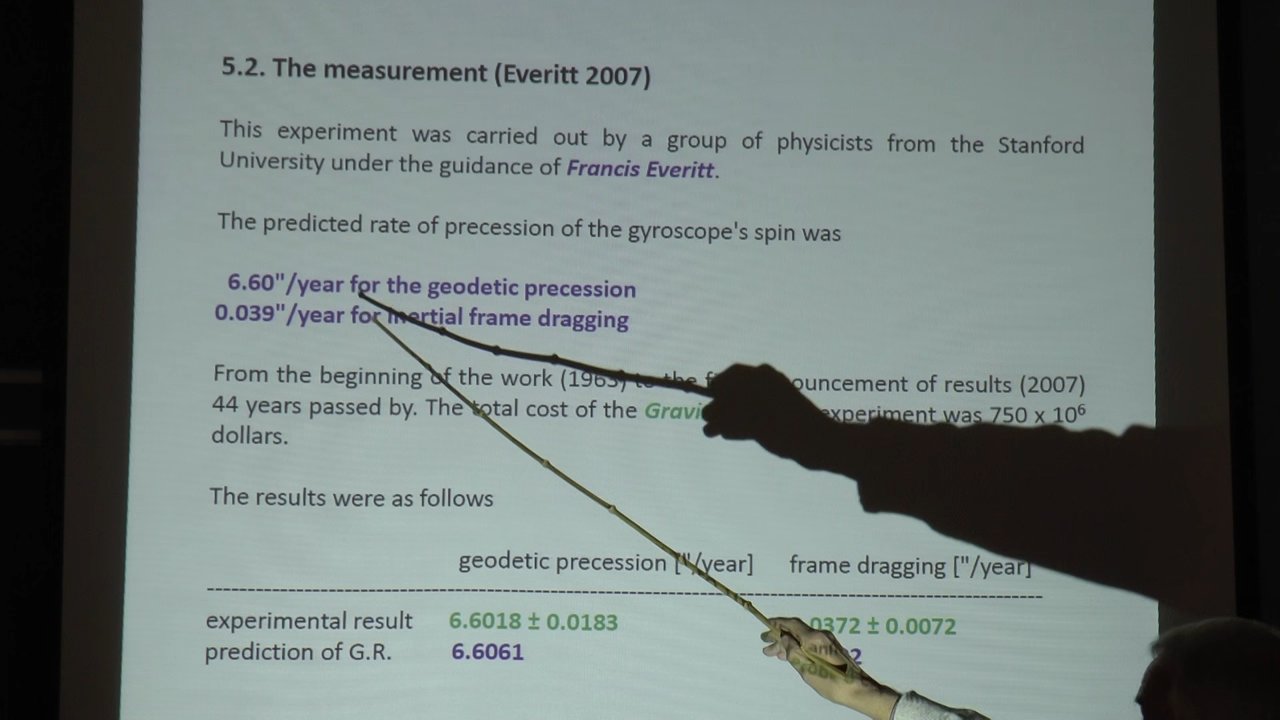 5.2. The measurement (Everitt 2007)
This experiment was carried out by a group of physicists from the Stanford
University under the guidance of Francis Everitt.
The predicted rate of precession of the gyroscope's spin was
6.60"/year for the geodetic precession
0.039"/year for inertial frame dragging
From the beginning of the work (1963) to the ouncement of results (2007)
44 years passed by. The total cost of the Gravi experiment was 750 x 10⁶
dollars.
The results were as follows
geodetic precession ["/year] frame dragging ["/year]
experimental result 6.6018 ± 0.0183 0372 ± 0.0072
prediction of G.R. 6.6061 2